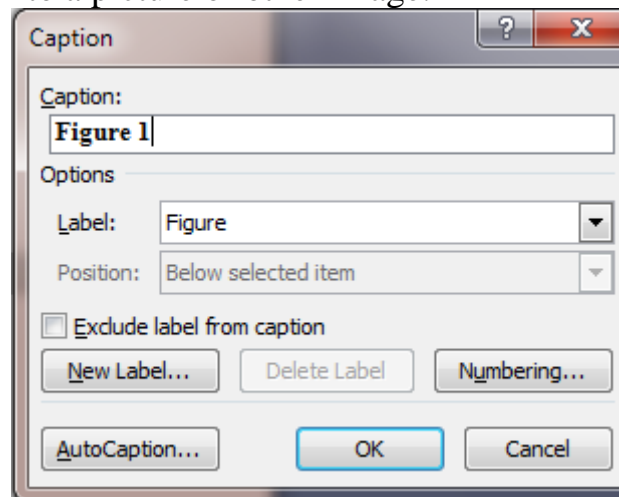 Caption
Caption:
Figure 1
Options
Label: Figure
Position: Below selected item
Exclude label from caption
New Label... Delete Label Numbering...
AutoCaption... OK Cancel